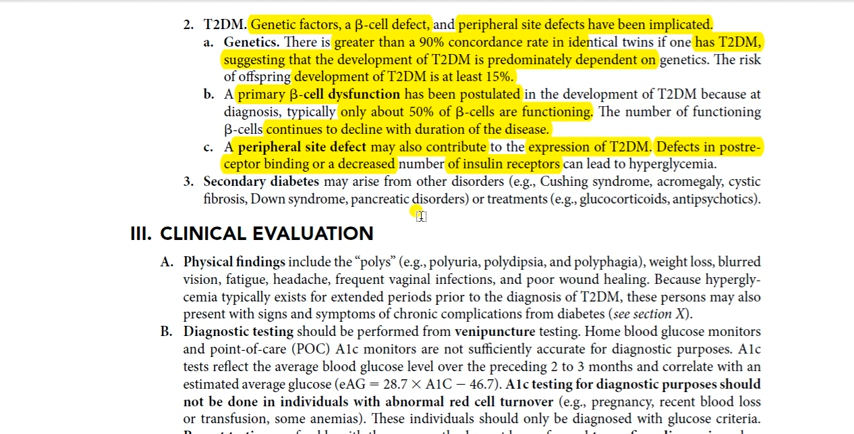 2. T2DM. Genetic factors, a β-cell defect, and peripheral site defects have been implicated.
a. Genetics. There is greater than a 90% concordance rate in identical twins if one has T2DM,
suggesting that the development of T2DM is predominately dependent on genetics. The risk
of offspring development of T2DM is at least 15%.
b. A primary β-cell dysfunction has been postulated in the development of T2DM because at
diagnosis, typically only about 50% of β-cells are functioning. The number of functioning
β-cells continues to decline with duration of the disease.
c. A peripheral site defect may also contribute to the expression of T2DM. Defects in postre-
ceptor binding or a decreased number of insulin receptors can lead to hyperglycemia.
3. Secondary diabetes may arise from other disorders (e.g., Cushing syndrome, acromegaly, cystic
fibrosis, Down syndrome, pancreatic disorders) or treatments (e.g., glucocorticoids, antipsychotics).
III. CLINICAL EVALUATION
A. Physical findings include the “polys” (e.g., polyuria, polydipsia, and polyphagia), weight loss, blurred
vision, fatigue, headache, frequent vaginal infections, and poor wound healing. Because hypergly-
cemia typically exists for extended periods prior to the diagnosis of T2DM, these persons may also
present with signs and symptoms of chronic complications from diabetes (see section X).
B. Diagnostic testing should be performed from venipuncture testing. Home blood glucose monitors
and point-of-care (POC) A1c monitors are not sufficiently accurate for diagnostic purposes. A1c
tests reflect the average blood glucose level over the preceding 2 to 3 months and correlate with an
estimated average glucose (eAG = 28.7 × A1C − 46.7). A1c testing for diagnostic purposes should
not be done in individuals with abnormal red cell turnover (e.g., pregnancy, recent blood loss
or transfusion, some anemias). These individuals should only be diagnosed with glucose criteria.